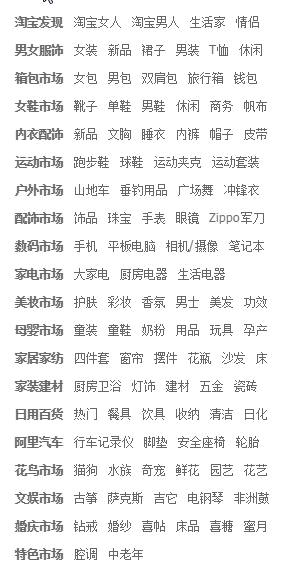 淘宝发现 淘宝女人 淘宝男人 生活家 情侣
男女服饰 女装 新品 裙子 男装 T恤 休闲
箱包市场 女包 男包 双肩包 旅行箱 钱包
女鞋市场 靴子 单鞋 男鞋 休闲 商务 帆布
内衣配饰 新品 文胸 睡衣 内裤 帽子 皮带
运动市场 跑步鞋 球鞋 运动夹克 运动套装
户外市场 山地车 垂钓用品 广场舞 冲锋衣
配饰市场 饰品 珠宝 手表 眼镜 Zippo军刀
数码市场 手机 平板电脑 相机/摄像 笔记本
家电市场 大家电 厨房电器 生活电器
美妆市场 护肤 彩妆 香氛 男士 美发 功效
母婴市场 童装 童鞋 奶粉 用品 玩具 孕产
家居家纺 四件套 窗帘 摆件 花瓶 沙发 床
家装建材 厨房卫浴 灯饰 建材 五金 瓷砖
日用百货 热门 餐具 饮具 收纳 清洁 日化
阿里汽车 行车记录仪 脚垫 安全座椅 轮胎
花鸟市场 猫狗 水族 奇宠 鲜花 园艺 花艺
文娱市场 古筝 萨克斯 吉它 电钢琴 非洲鼓
婚庆市场 钻戒 婚纱 喜帖 床品 喜糖 蜜月
特色市场 腔调 中老年